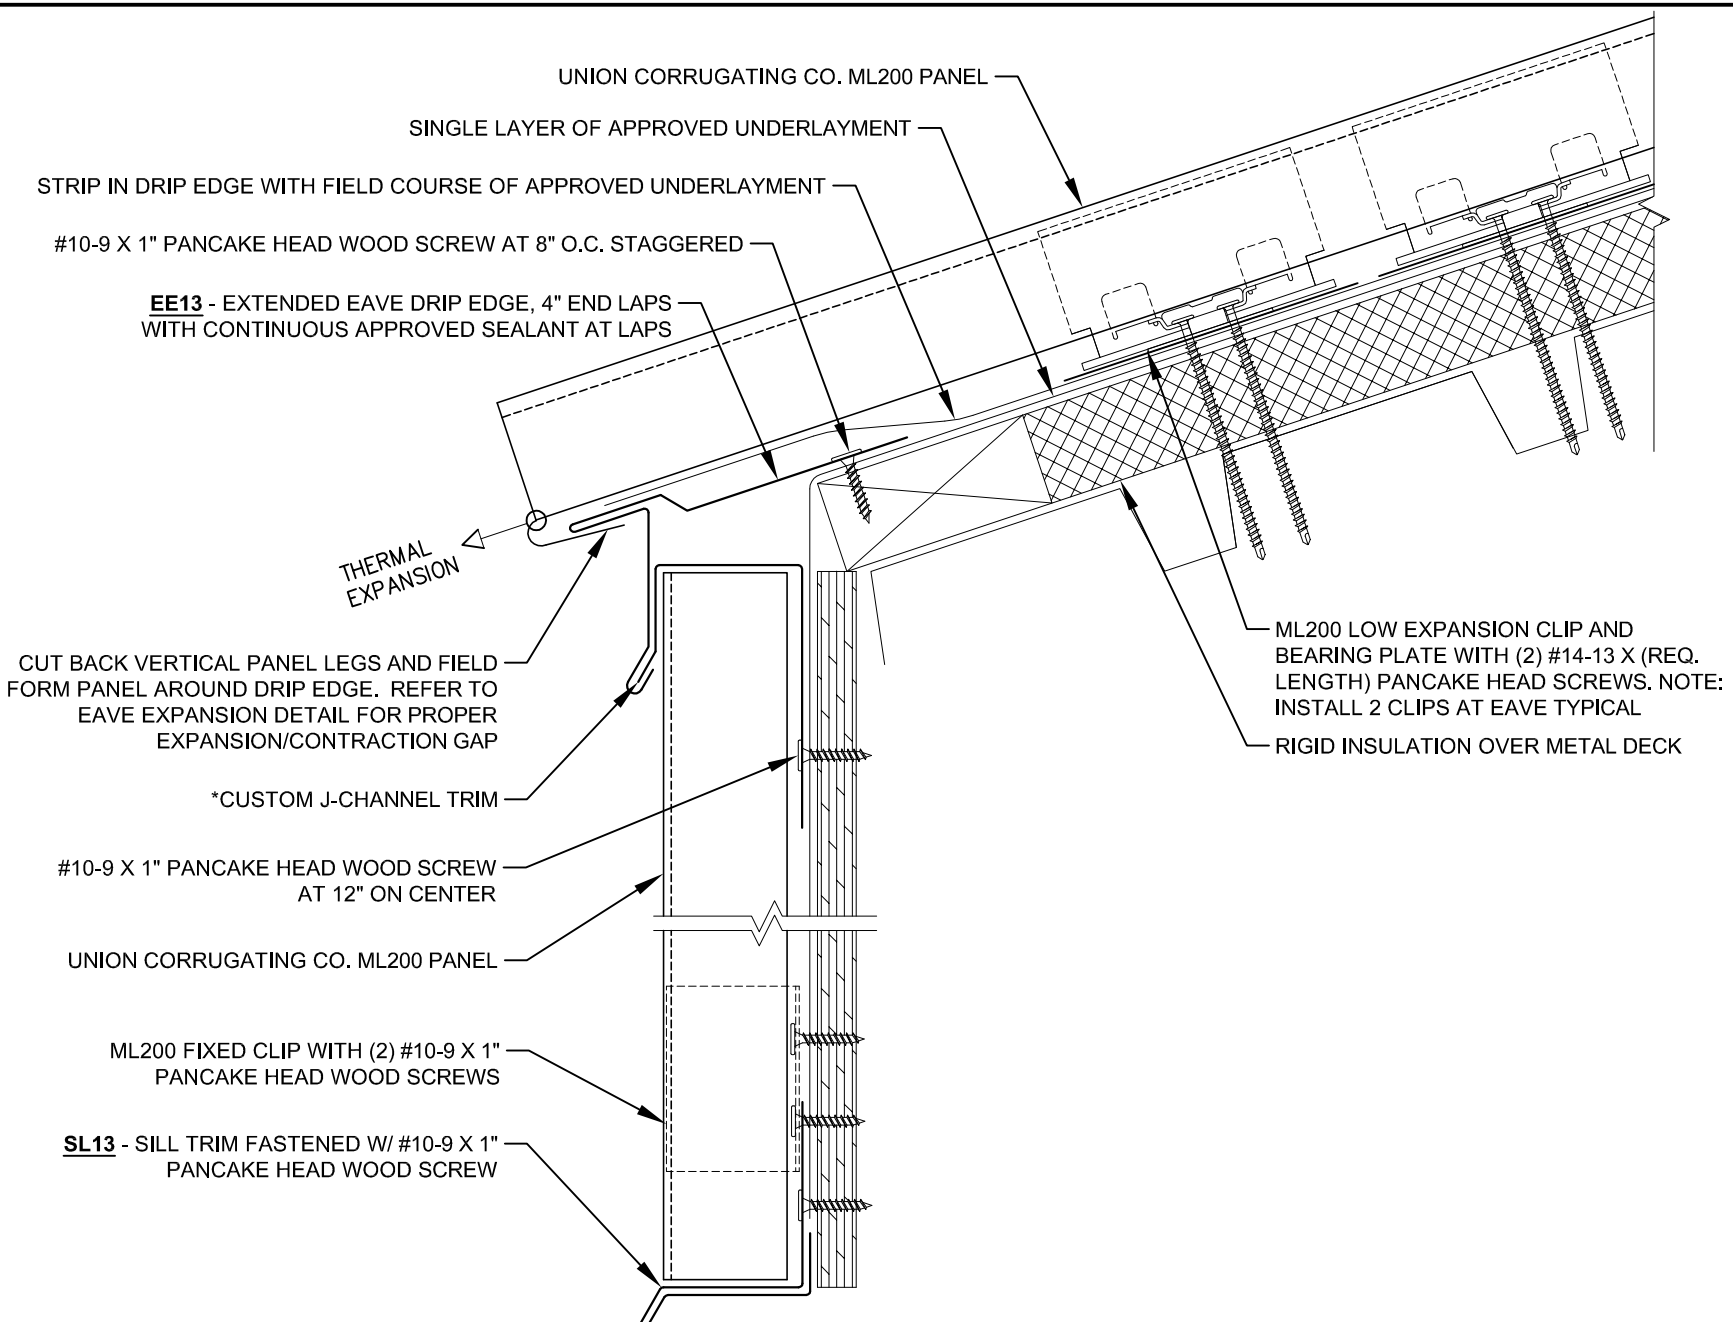 UNION CORRUGATING CO. ML200 PANEL
SINGLE LAYER OF APPROVED UNDERLAYMENT
STRIP IN DRIP EDGE WITH FIELD COURSE OF APPROVED UNDERLAYMENT
#10-9 X 1" PANCAKE HEAD WOOD SCREW AT 8" O.C. STAGGERED
EE13 - EXTENDED EAVE DRIP EDGE, 4" END LAPS
WITH CONTINUOUS APPROVED SEALANT AT LAPS
THERMAL
EXPANSION
CUT BACK VERTICAL PANEL LEGS AND FIELD
FORM PANEL AROUND DRIP EDGE. REFER TO
EAVE EXPANSION DETAIL FOR PROPER
EXPANSION/CONTRACTION GAP
*CUSTOM J-CHANNEL TRIM
#10-9 X 1" PANCAKE HEAD WOOD SCREW
AT 12" ON CENTER
UNION CORRUGATING CO. ML200 PANEL
ML200 FIXED CLIP WITH (2) #10-9 X 1"
PANCAKE HEAD WOOD SCREWS
SL13 - SILL TRIM FASTENED W/ #10-9 X 1"
PANCAKE HEAD WOOD SCREW
ML200 LOW EXPANSION CLIP AND
BEARING PLATE WITH (2) #14-13 X (REQ.
LENGTH) PANCAKE HEAD SCREWS. NOTE:
INSTALL 2 CLIPS AT EAVE TYPICAL
RIGID INSULATION OVER METAL DECK